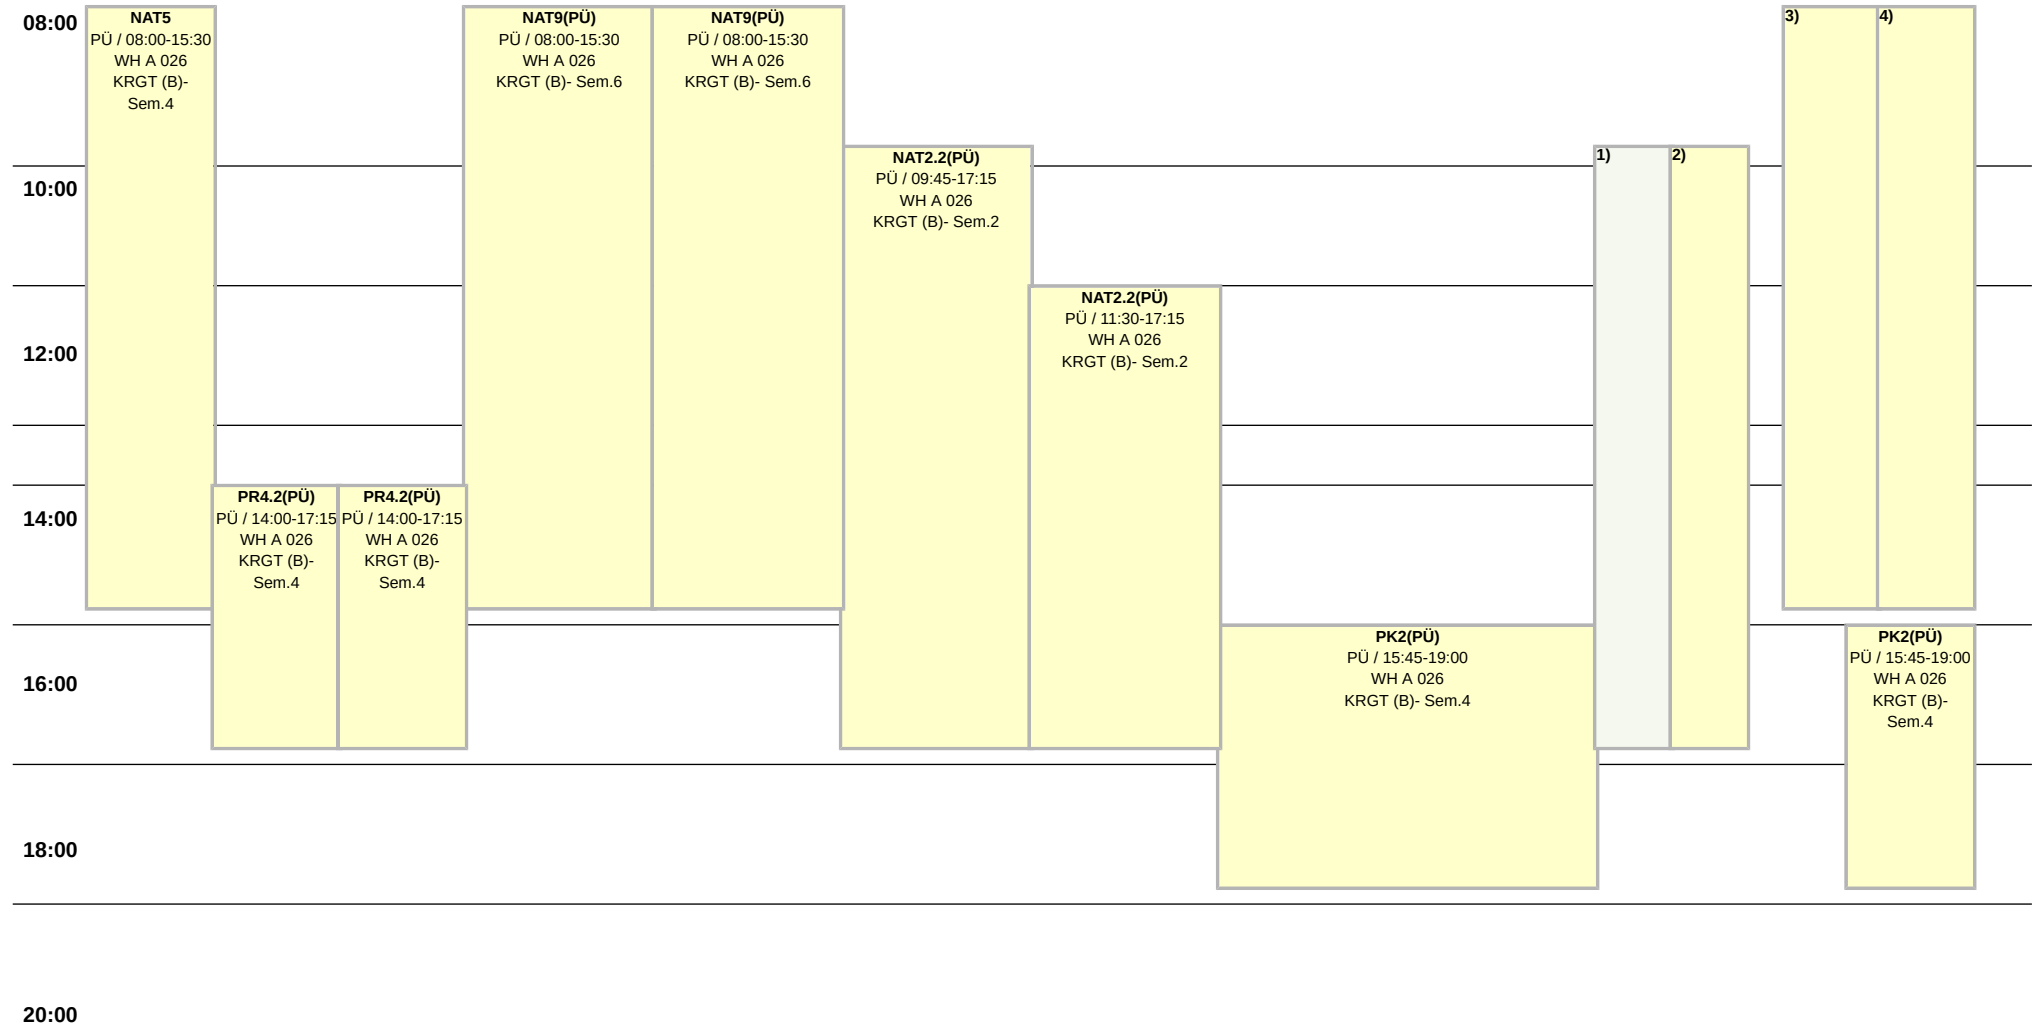 08:00
10:00
12:00
14:00
16:00
18:00
20:00
NAT5
PÜ / 08:00-15:30
WH A 026
KRGT (B)-
Sem.4
PR4.2(PÜ)
PÜ / 14:00-17:15
WH A 026
KRGT (B)-
Sem.4
PR4.2(PÜ)
PÜ / 14:00-17:15
WH A 026
KRGT (B)-
Sem.4
NAT9(PÜ)
PÜ / 08:00-15:30
WH A 026
KRGT (B)- Sem.6
NAT9(PÜ)
PÜ / 08:00-15:30
WH A 026
KRGT (B)- Sem.6
NAT2.2(PÜ)
PÜ / 09:45-17:15
WH A 026
KRGT (B)- Sem.2
NAT2.2(PÜ)
PÜ / 11:30-17:15
WH A 026
KRGT (B)- Sem.2
PK2(PÜ)
PÜ / 15:45-19:00
WH A 026
KRGT (B)- Sem.4
1)
2)
3)
4)
PK2(PÜ)
PÜ / 15:45-19:00
WH A 026
KRGT (B)-
Sem.4